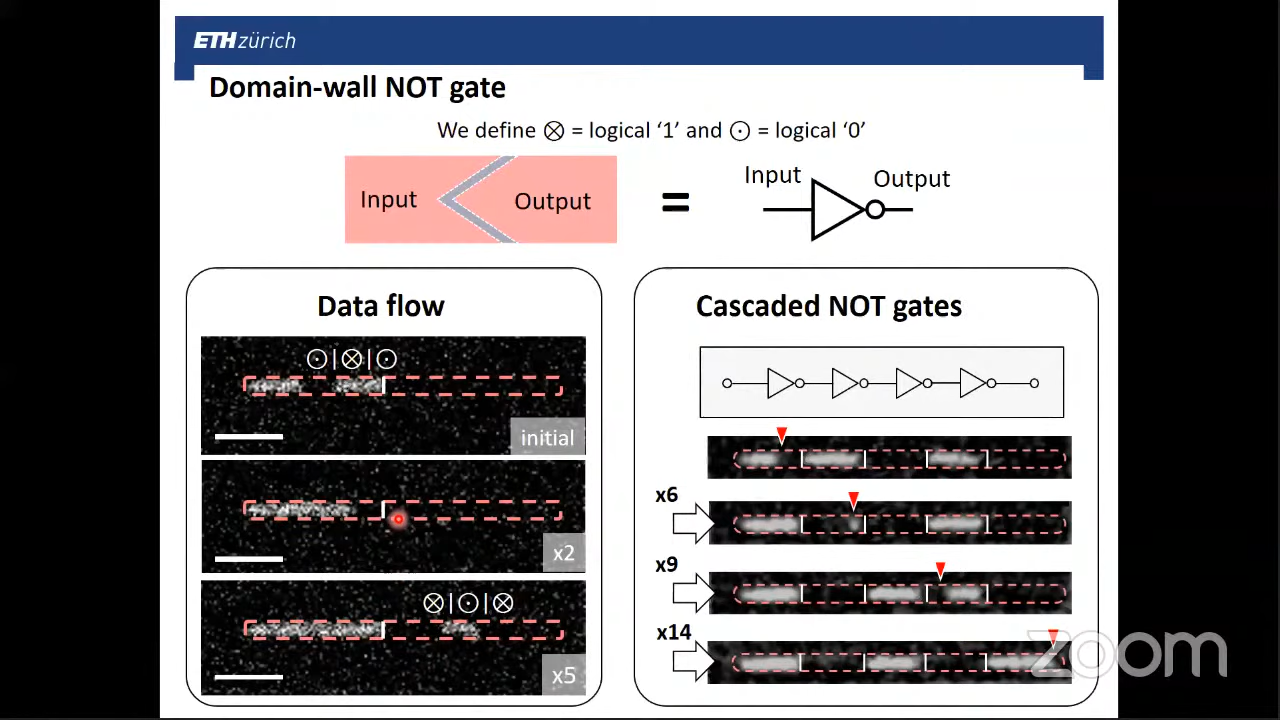 ETH zürich
Domain-wall NOT gate
We define ⊗ = logical ‘1’ and ⊙ = logical ‘0’
Input
Output
=
Input
Output
Data flow
⊙|⊗|⊙
initial
x2
⊗|⊙|⊗
x5
Cascaded NOT gates
x6
x9
x14
zoom